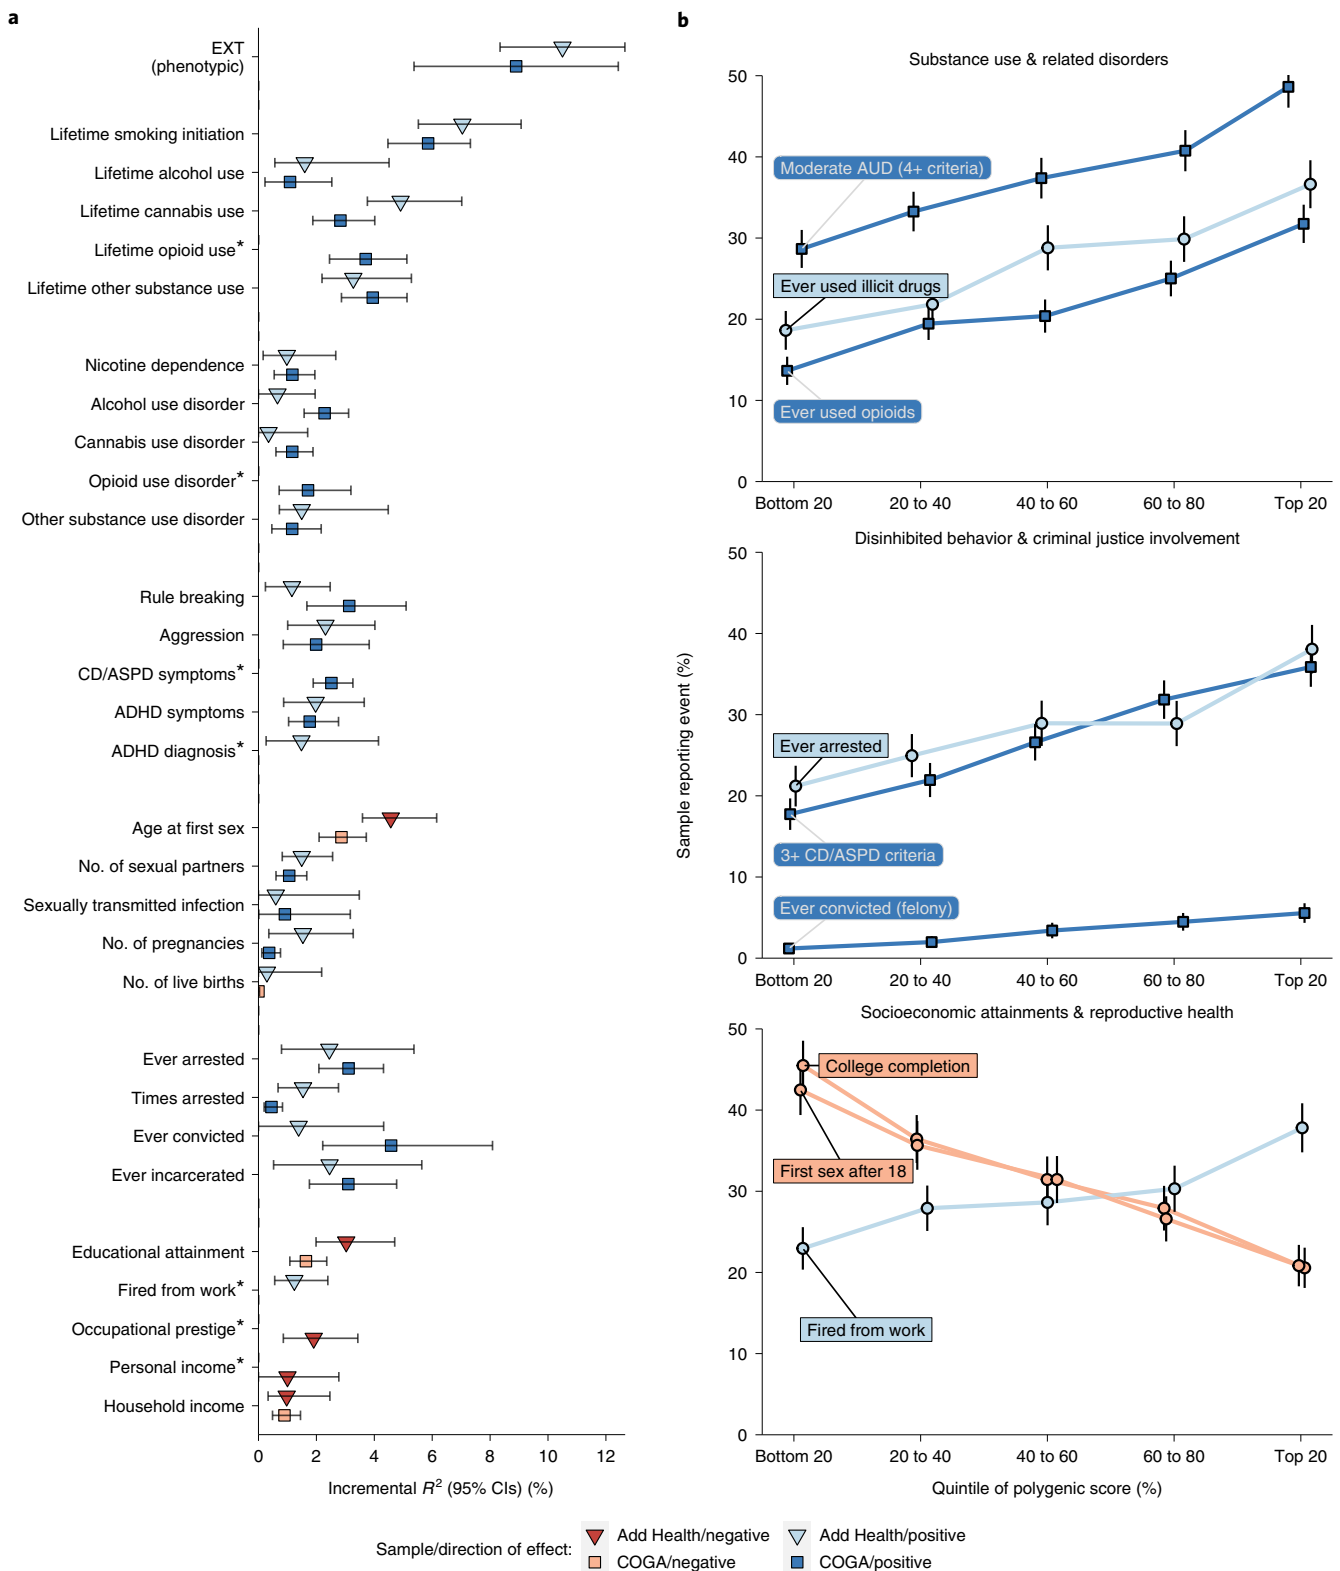 a
EXT
(phenotypic)
Lifetime smoking initiation
Lifetime alcohol use
Lifetime cannabis use
Lifetime opioid use*
Lifetime other substance use
Nicotine dependence
Alcohol use disorder
Cannabis use disorder
Opioid use disorder*
Other substance use disorder
Rule breaking
Aggression
CD/ASPD symptoms*
ADHD symptoms
ADHD diagnosis*
Age at first sex
No. of sexual partners
Sexually transmitted infection
No. of pregnancies
No. of live births
Ever arrested
Times arrested
Ever convicted
Ever incarcerated
Educational attainment
Fired from work*
Occupational prestige*
Personal income*
Household income
0 2 4 6 8 10 12
Incremental R² (95% CIs) (%)
b
Substance use & related disorders
50
40
30
20
10
0
Moderate AUD (4+ criteria)
Ever used illicit drugs
Ever used opioids
Bottom 20 20 to 40 40 to 60 60 to 80 Top 20
Disinhibited behavior & criminal justice involvement
50
40
30
20
10
0
Sample reporting event (%)
Ever arrested
3+ CD/ASPD criteria
Ever convicted (felony)
Bottom 20 20 to 40 40 to 60 60 to 80 Top 20
Socioeconomic attainments & reproductive health
50
40
30
20
10
0
College completion
First sex after 18
Fired from work
Bottom 20 20 to 40 40 to 60 60 to 80 Top 20
Quintile of polygenic score (%)
Sample/direction of effect:
Add Health/negative
Add Health/positive
COGA/negative
COGA/positive